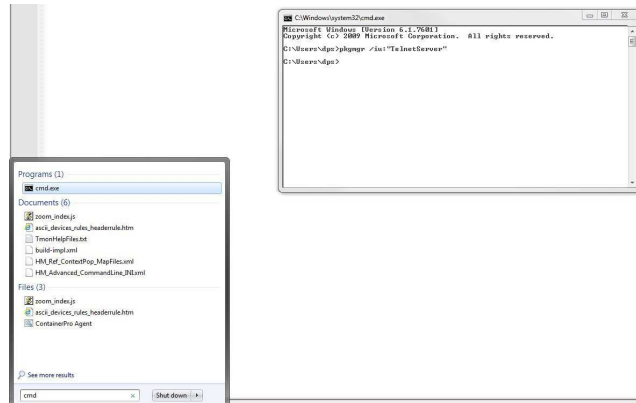 C:\Windows\system32\cmd.exe
Microsoft Windows [Version 6.1.7601]
Copyright (c) 2009 Microsoft Corporation.  All rights reserved.
C:\Users\dps>pkgmgr /iu:"TelnetServer"
C:\Users\dps>
Programs (1)
cmd.exe
Documents (6)
zoom_index.js
ascii_devices_rules_headerrule.htm
TmonHelpFiles.txt
build-impl.xml
HM_Ref_ContextPop_MapFiles.xml
HM_Advanced_CommandLine_INI.xml
Files (3)
zoom_index.js
ascii_devices_rules_headerrule.htm
ContainerPro Agent
See more results
cmd
Shut down